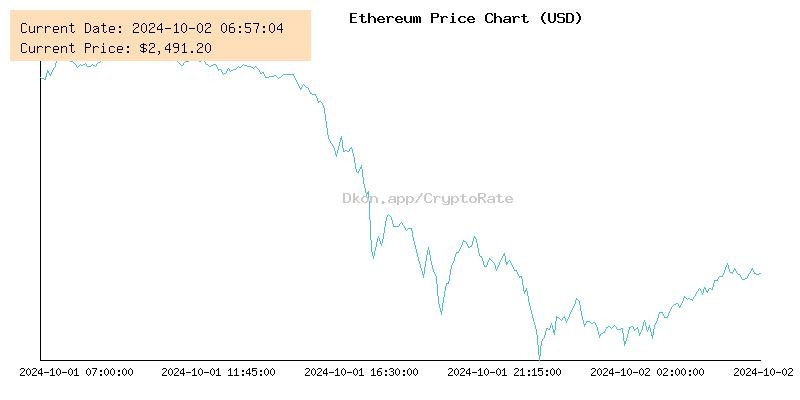 Ethereum Price Chart (USD)
Current Date: 2024-10-02 06:57:04
Current Price: $2,491.20
Dkon.app/CryptoRate
2024-10-01 07:00:00 2024-10-01 11:45:00 2024-10-01 16:30:00 2024-10-01 21:15:00 2024-10-02 02:00:00 2024-10-02